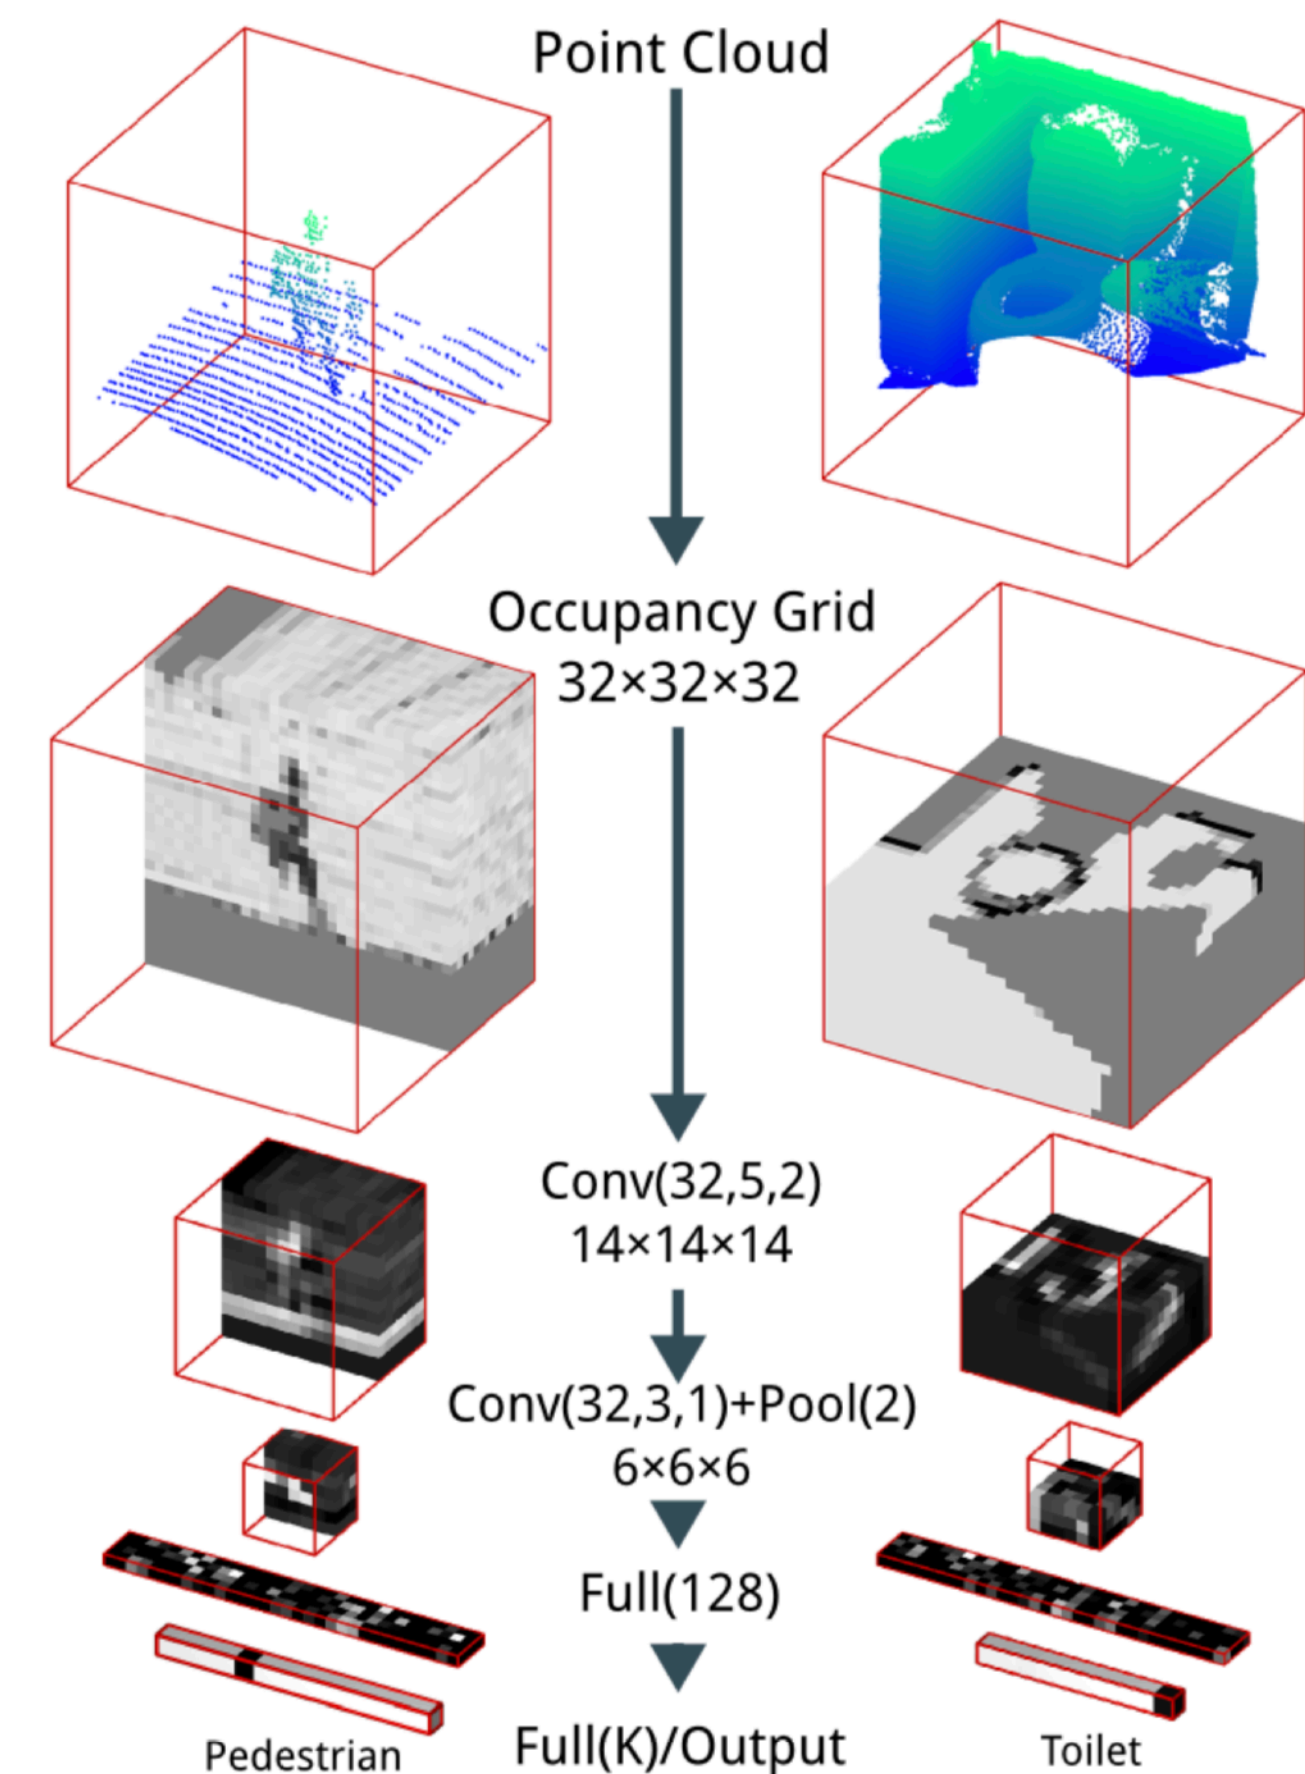 Point Cloud
Occupancy Grid
32×32×32
Conv(32,5,2)
14×14×14
Conv(32,3,1)+Pool(2)
6×6×6
Full(128)
Full(K)/Output
Pedestrian
Toilet